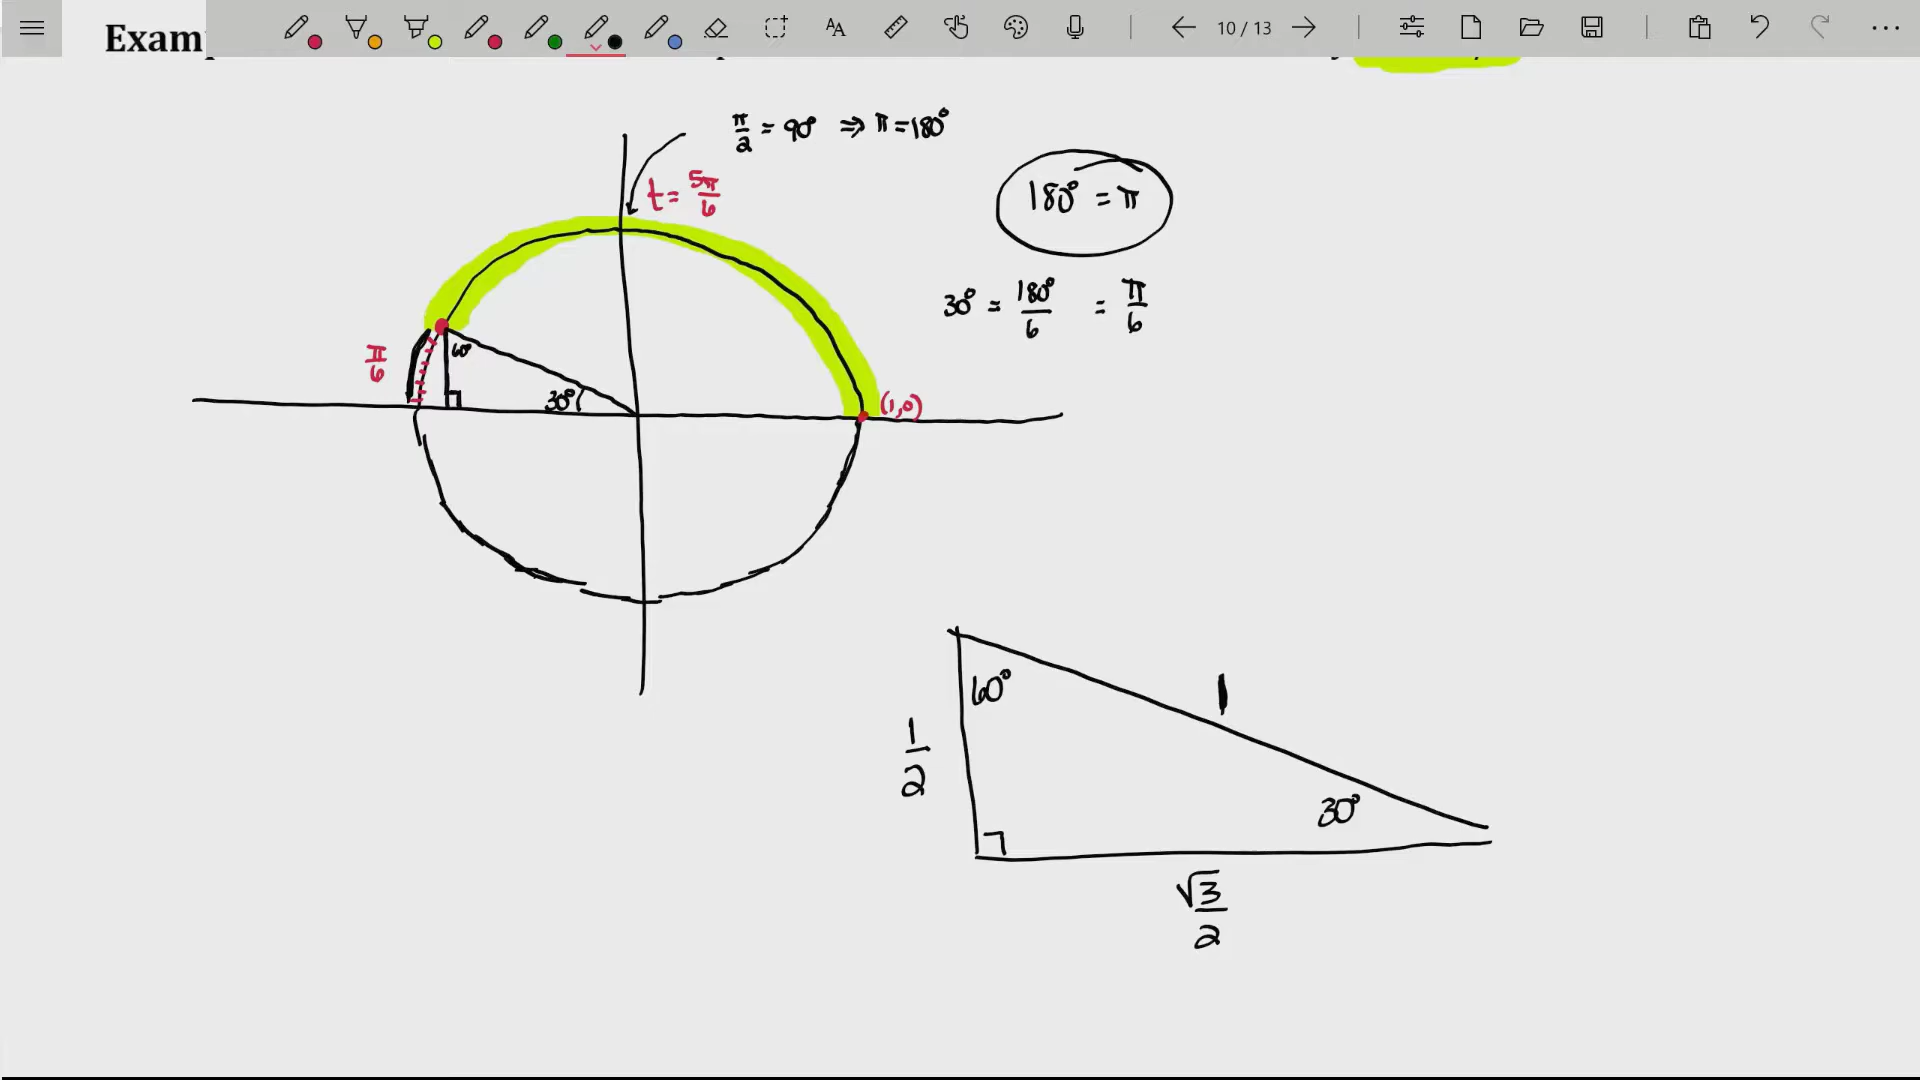 Exam
10 / 13
π/2 = 90° ⇒ π = 180°
t = 5π/6
180° = π
30° = 180°/6 = π/6
π/6
60°
30°
(1,0)
60°
1
1/2
30°
√3/2